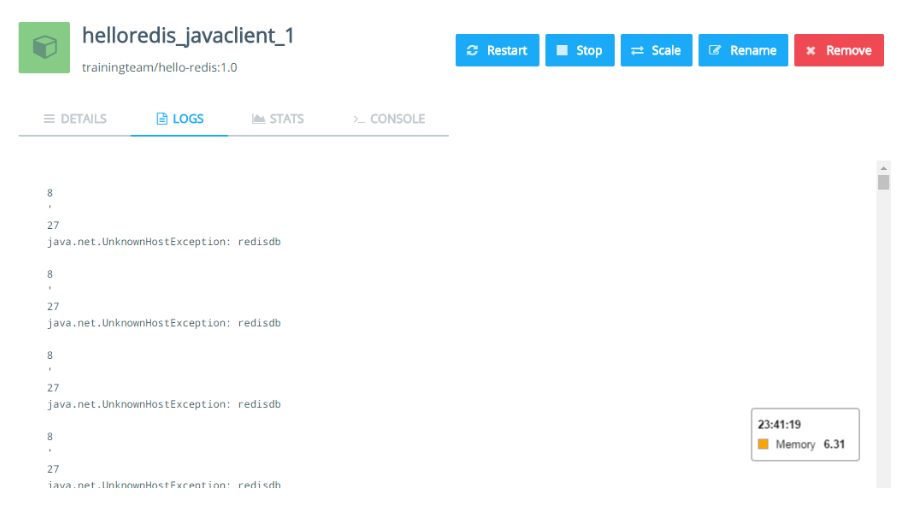 helloredis_javaclient_1
trainingteam/hello-redis:1.0
Restart
Stop
Scale
Rename
Remove
DETAILS
LOGS
STATS
CONSOLE
8
'
27
java.net.UnknownHostException: redisdb
8
'
27
java.net.UnknownHostException: redisdb
8
'
27
java.net.UnknownHostException: redisdb
8
'
27
java.net.UnknownHostException: redisdb
23:41:19
Memory 6.31